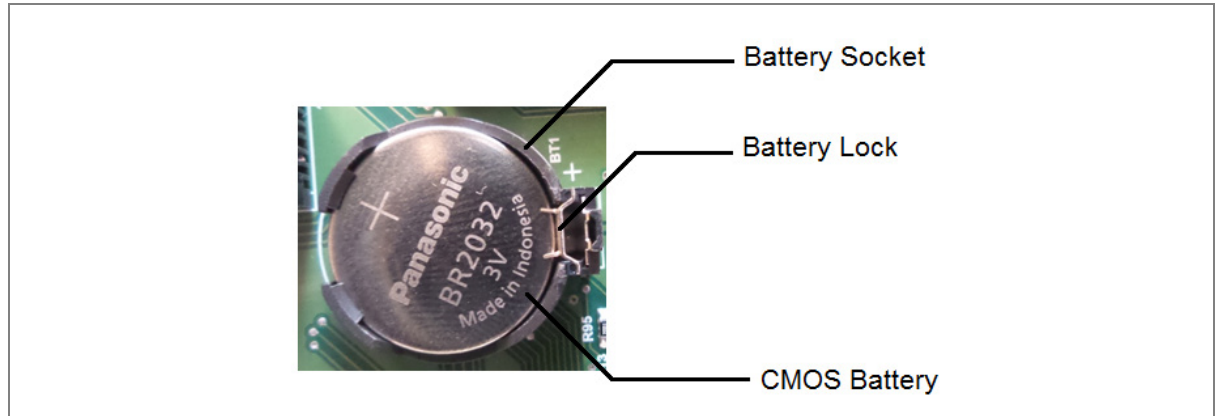 Battery Socket
Battery Lock
BT1
+
+
Panasonic
BR2032
3V
Made in Indonesia
R95
CMOS Battery